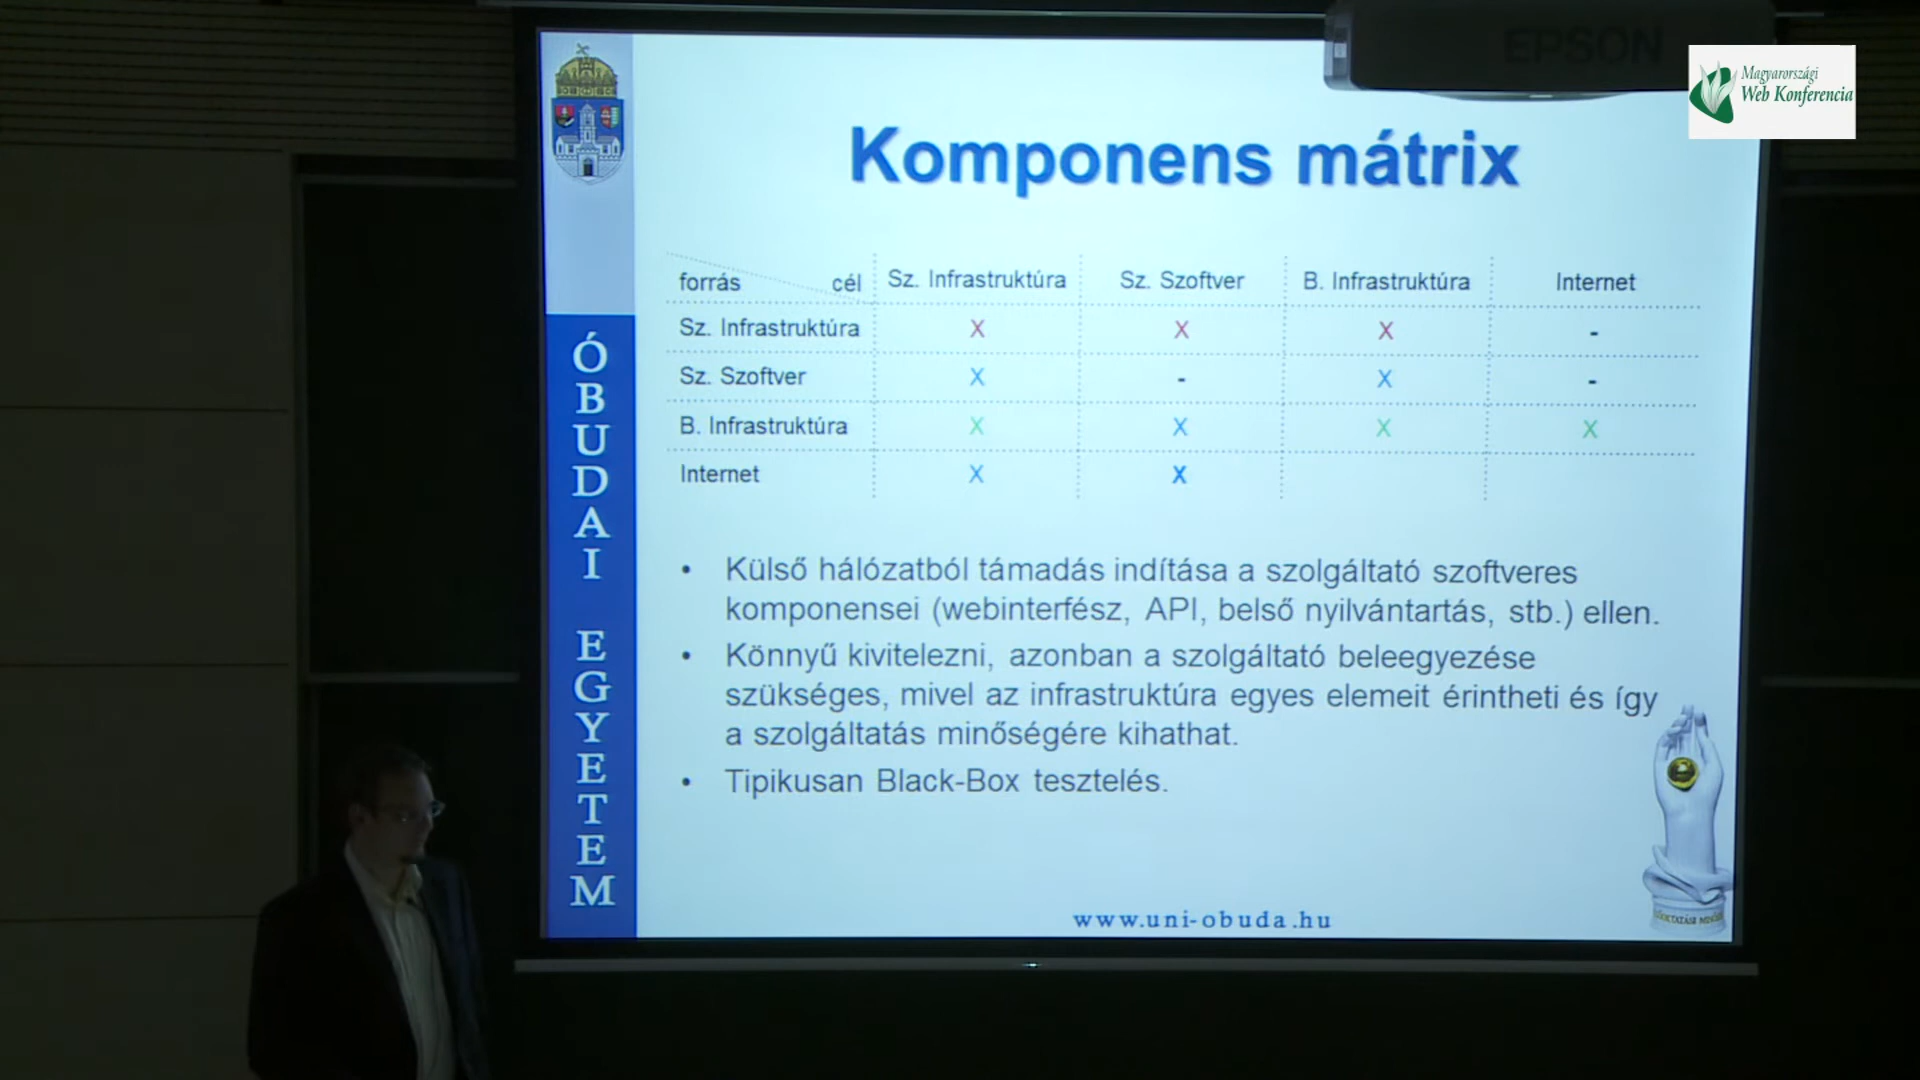 EPSON
Magyarországi
Web Konferencia
Komponens mátrix
forrás cél Sz. Infrastruktúra Sz. Szoftver B. Infrastruktúra Internet
Sz. Infrastruktúra X X X -
Sz. Szoftver X - X -
B. Infrastruktúra X X X X
Internet X X
• Külső hálózatból támadás indítása a szolgáltató szoftveres
komponensei (webinterfész, API, belső nyilvántartás, stb.) ellen.
• Könnyű kivitelezni, azonban a szolgáltató beleegyezése
szükséges, mivel az infrastruktúra egyes elemeit érintheti és így
a szolgáltatás minőségére kihathat.
• Tipikusan Black-Box tesztelés.
ÓBUDAI EGYETEM
www.uni-obuda.hu